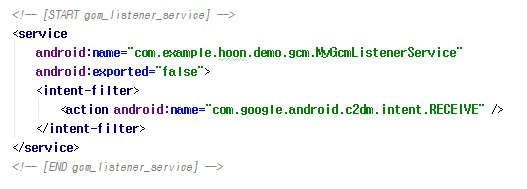 <!-- [START gcm_listener_service] -->
<service
android:name="com.example.hoon.demo.gcm.MyGcmListenerService"
android:exported="false">
<intent-filter>
<action android:name="com.google.android.c2dm.intent.RECEIVE" />
</intent-filter>
</service>
<!-- [END gcm_listener_service] -->